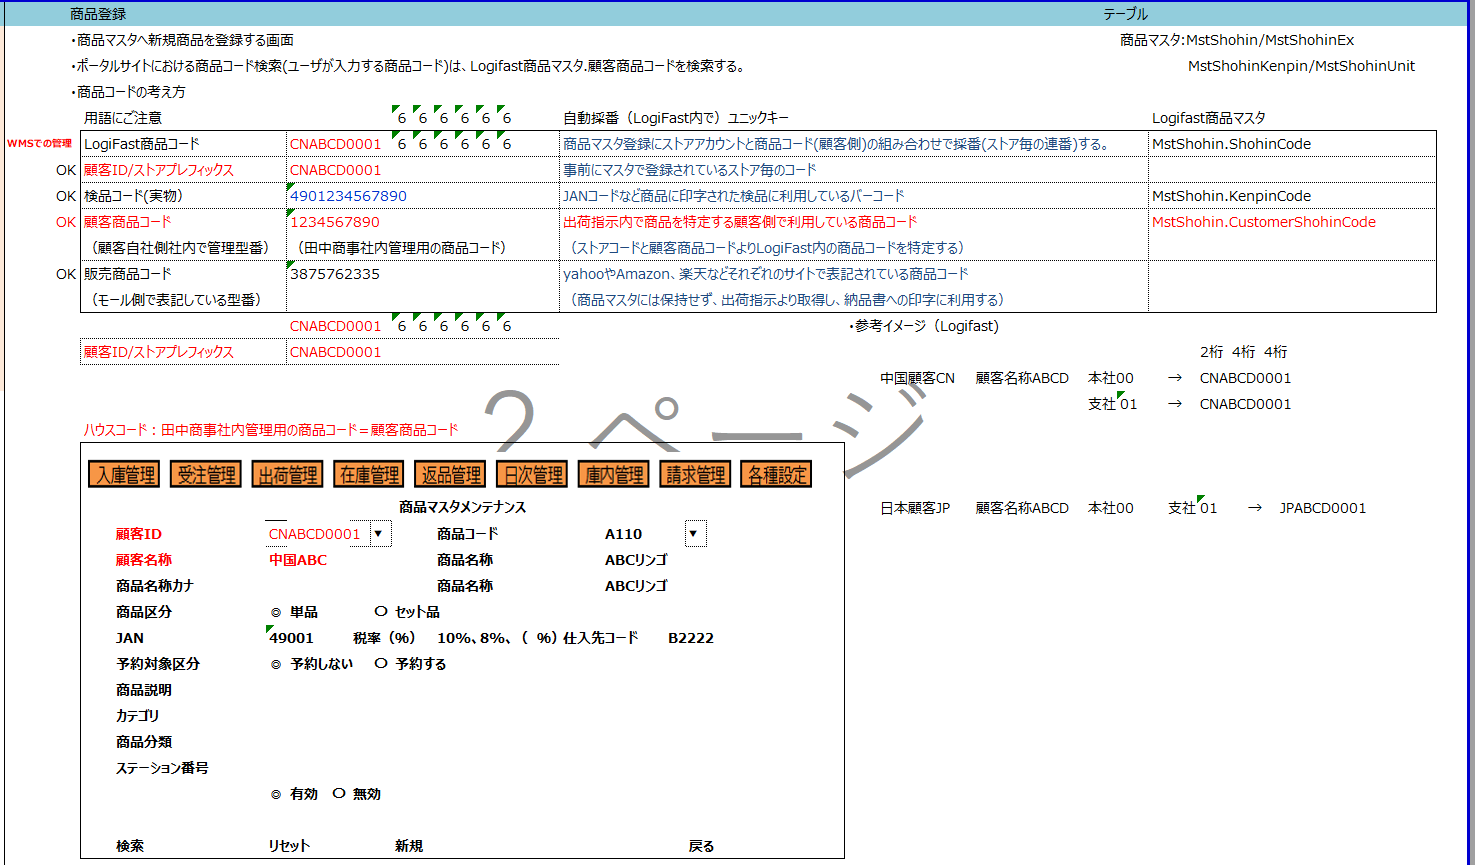 商品登録 テーブル
・商品マスタへ新規商品を登録する画面 商品マスタ:MstShohin/MstShohinEx
・ポータルサイトにおける商品コード検索(ユーザが入力する商品コード)は、Logifast商品マスタ.顧客商品コードを検索する。 MstShohinKenpin/MstShohinUnit
・商品コードの考え方
用語にご注意 6 6 6 6 6 6 自動採番（LogiFast内で）ユニックキー Logifast商品マスタ
WMSでの管理 LogiFast商品コード CNABCD0001 6 6 6 6 6 6 商品マスタ登録にストアアカウントと商品コード(顧客側)の組み合わせで採番(ストア毎の連番)する。 MstShohin.ShohinCode
OK 顧客ID/ストアプレフィックス CNABCD0001 事前にマスタで登録されているストア毎のコード
OK 検品コード(実物） 4901234567890 JANコードなど商品に印字された検品に利用しているバーコード MstShohin.KenpinCode
OK 顧客商品コード 1234567890 出荷指示内で商品を特定する顧客側で利用している商品コード MstShohin.CustomerShohinCode
（顧客自社側社内で管理型番） （田中商事社内管理用の商品コード） （ストアコードと顧客商品コードよりLogiFast内の商品コードを特定する）
OK 販売商品コード 3875762335 yahooやAmazon、楽天などそれぞれのサイトで表記されている商品コード
（モール側で表記している型番） （商品マスタには保持せず、出荷指示より取得し、納品書への印字に利用する）
CNABCD0001 6 6 6 6 6 6 ・参考イメージ（Logifast)
顧客ID/ストアプレフィックス CNABCD0001 2桁 4桁 4桁
中国顧客CN 顧客名称ABCD 本社00 → CNABCD0001
支社 01 → CNABCD0001
2 ページ
ハウスコード：田中商事社内管理用の商品コード＝顧客商品コード
入庫管理 受注管理 出荷管理 在庫管理 返品管理 日次管理 庫内管理 請求管理 各種設定
商品マスタメンテナンス 日本顧客JP 顧客名称ABCD 本社00 支社 01 → JPABCD0001
顧客ID CNABCD0001 ▼ 商品コード A110 ▼
顧客名称 中国ABC 商品名称 ABCリンゴ
商品名称カナ 商品名称 ABCリンゴ
商品区分 ◎ 単品 ○ セット品
JAN 49001 税率（%） 10%、8%、（ %）仕入先コード B2222
予約対象区分 ◎ 予約しない ○ 予約する
商品説明
カテゴリ
商品分類
ステーション番号
◎ 有効 ○ 無効
検索 リセット 新規 戻る